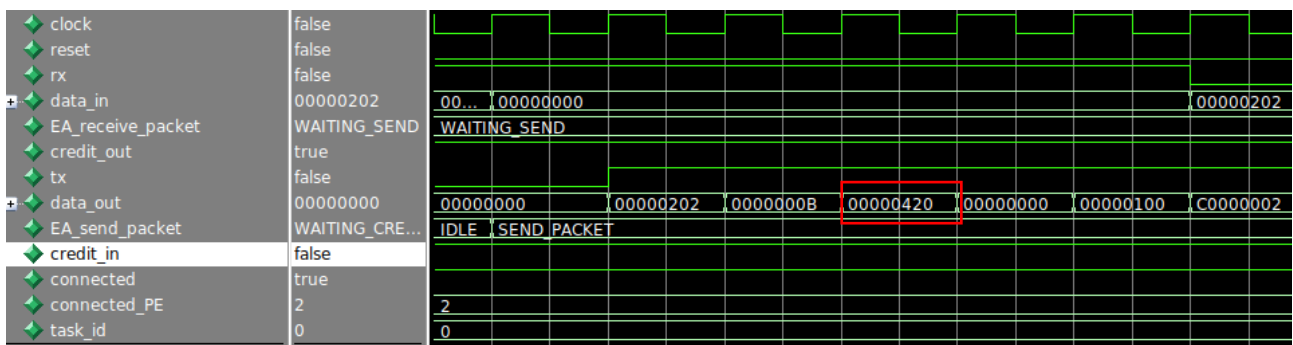 clock false
reset false
rx false
data_in 00000202 00... 00000000 00000202
EA_receive_packet WAITING_SEND WAITING_SEND
credit_out true
tx false
data_out 00000000 00000000 00000202 0000000B 00000420 00000000 00000100 C0000002
EA_send_packet WAITING_CRE... IDLE SEND_PACKET
credit_in false
connected true
connected_PE 2 2
task_id 0 0